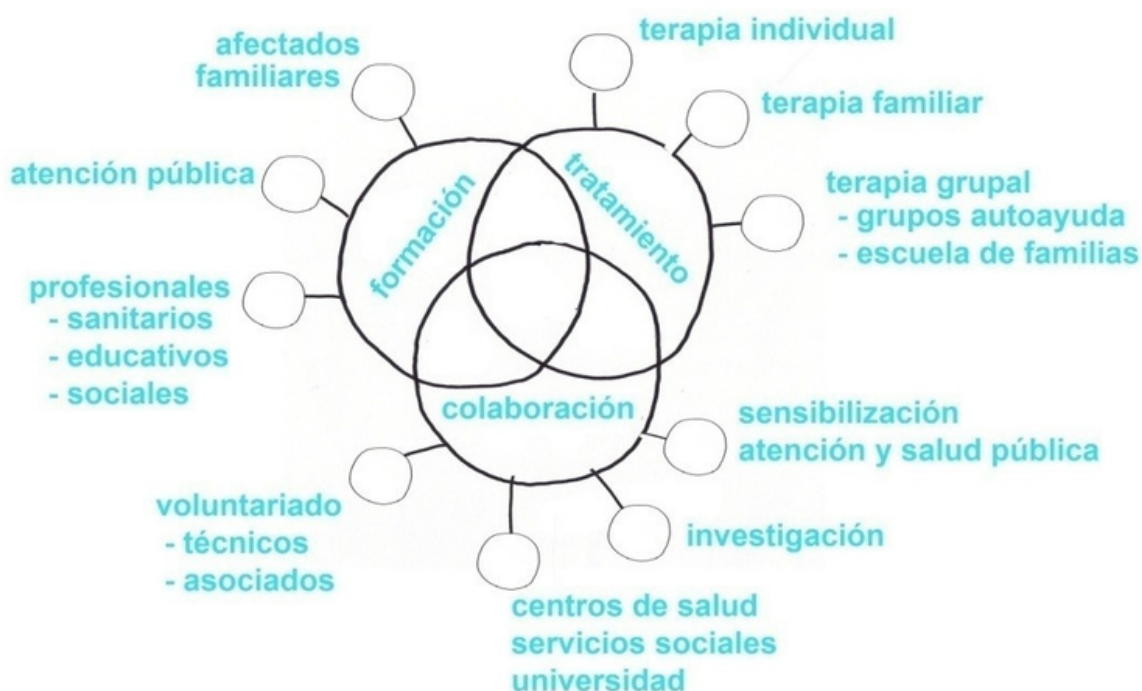 afectados
familiares
atención pública
profesionales
- sanitarios
- educativos
- sociales
formación
terapia individual
terapia familiar
terapia grupal
- grupos autoayuda
- escuela de familias
tratamiento
colaboración
sensibilización
atención y salud pública
investigación
centros de salud
servicios sociales
universidad
voluntariado
- técnicos
- asociados